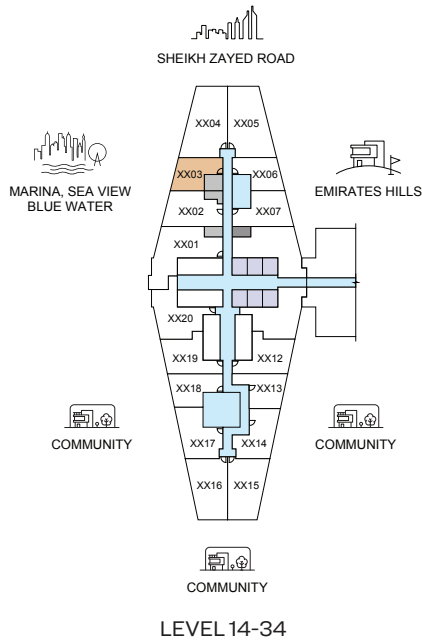 SHEIKH ZAYED ROAD
XX04
XX05
XX03
XX06
MARINA, SEA VIEW
BLUE WATER
EMIRATES HILLS
XX02
XX07
XX01
XX20
XX19
XX12
XX18
XX13
COMMUNITY
COMMUNITY
XX17
XX14
XX16
XX15
COMMUNITY
LEVEL 14-34